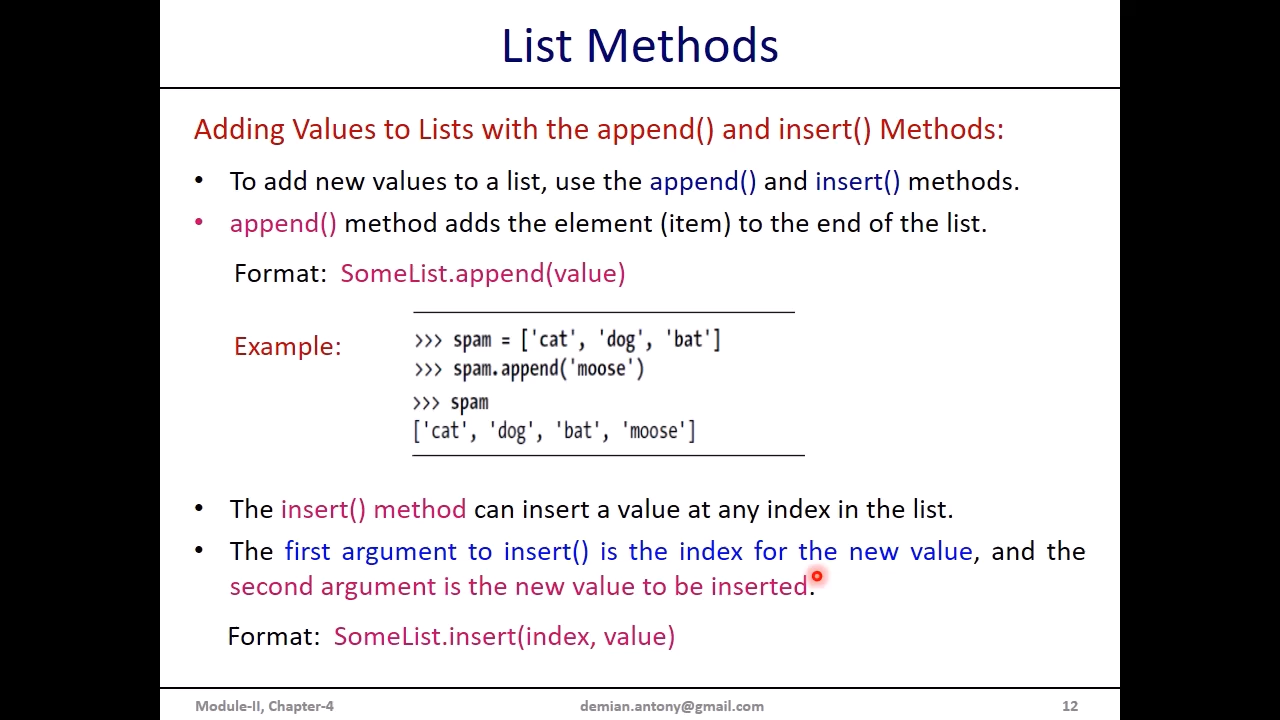 List Methods
Adding Values to Lists with the append() and insert() Methods:
• To add new values to a list, use the append() and insert() methods.
• append() method adds the element (item) to the end of the list.
Format: SomeList.append(value)
Example:
>>> spam = ['cat', 'dog', 'bat']
>>> spam.append('moose')
>>> spam
['cat', 'dog', 'bat', 'moose']
• The insert() method can insert a value at any index in the list.
• The first argument to insert() is the index for the new value, and the
second argument is the new value to be inserted.
Format: SomeList.insert(index, value)
Module-II, Chapter-4 demian.antony@gmail.com 12